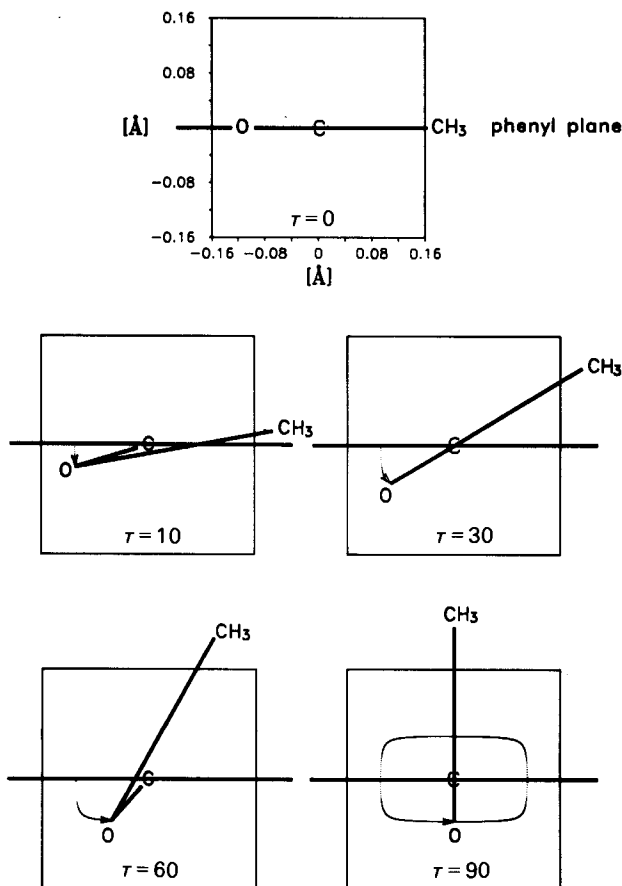 0.16
0.08
[Å] O C CH₃ phenyl plane
-0.08
τ = 0
-0.16
-0.16 -0.08 0 0.08 0.16
[Å]
C CH₃
O
τ = 10
CH₃
C
O
τ = 30
CH₃
C
O
τ = 60
CH₃
C
O
τ = 90